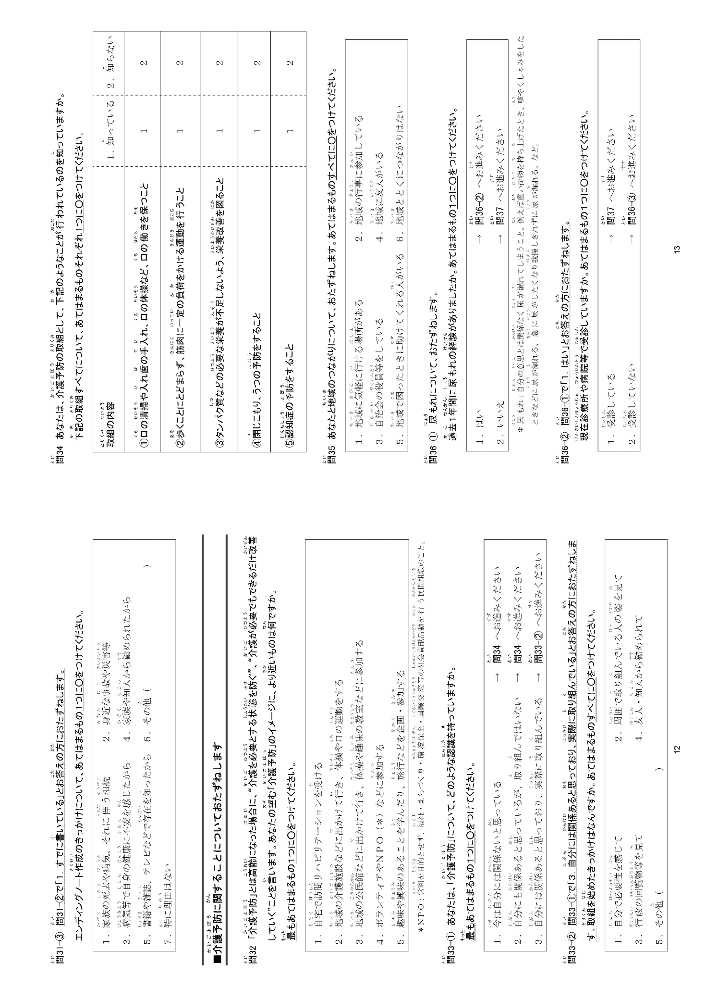 問31-③ 問31-②で「1．すでに書いている」とお答えの方におたずねします。
エンディングノート作成のきっかけについて、あてはまるもの1つに○をつけてください。
1．家族の死去や病気、それに伴う相続 2．身近な事故や災害等
3．病気等で自身の健康に不安を感じたから 4．家族や知人から勧められたから
5．書籍や雑誌、テレビなどで存在を知ったから 6．その他（ ）
7．特に理由はない
■介護予防に関することについておたずねします
問32 「介護予防」とは高齢になった場合に、“介護を必要とする状態を防ぐ”、“介護が必要でもできるだけ改善
していく”ことを言います。あなたの望む「介護予防」のイメージに、より近いものは何ですか。
最もあてはまるもの1つに○をつけてください。
1．自宅で訪問リハビリテーションを受ける
2．地域の介護施設などに出かけて行き、体操や口の運動をする
3．地域の公民館などに出かけて行き、体操や趣味の教室などに参加する
4．ボランティアやNPO（＊）などに参加する
5．趣味や興味のあることを学んだり、旅行などを企画・参加する
＊NPO：営利を目的とせず、福祉・まちづくり・環境保全・国際交流等の社会貢献活動を行う民間組織のこと。
問33-① あなたは、「介護予防」について、どのような認識を持っていますか。
最もあてはまるもの1つに○をつけてください。
1．今は自分には関係ないと思っている → 問34 へお進みください
2．自分にも関係あると思っているが、取り組んではいない → 問34 へお進みください
3．自分には関係あると思っており、実際に取り組んでいる → 問33-② へお進みください
問33-② 問33-①で「3．自分には関係あると思っており、実際に取り組んでいる」とお答えの方におたずねしま
す。取組を始めたきっかけはなんですか。あてはまるものすべてに○をつけてください。
1．自分で必要性を感じて 2．周囲で取り組んでいる人の姿を見て
3．行政の回覧物等を見て 4．友人・知人から勧められて
5．その他（ ）
12
問34 あなたは、介護予防の取組として、下記のようなことが行われているのを知っていますか。
下記の取組すべてについて、あてはまるものそれぞれ1つに○をつけてください。
取組の内容 1．知っている 2．知らない
①口の清掃や入れ歯の手入れ、口の体操など、口の働きを保つこと 1 2
②歩くことにとどまらず、筋肉に一定の負荷をかける運動を行うこと 1 2
③タンパク質などの必要な栄養が不足しないよう、栄養改善を図ること 1 2
④閉じこもり、うつの予防をすること 1 2
⑤認知症の予防をすること 1 2
問35 あなたと地域のつながりについて、おたずねします。あてはまるものすべてに○をつけてください。
1．地域に気軽に行ける場所がある 2．地域の行事に参加している
3．自治会の役員等をしている 4．地域に友人がいる
5．地域で困ったときに助けてくれる人がいる 6．地域ととくにつながりはない
問36-① 尿もれについて、おたずねします。
過去1年間に尿もれの経験がありましたか。あてはまるもの1つに○をつけてください。
1．はい → 問36-② へお進みください
2．いいえ → 問37 へお進みください
＊尿もれ：自分の意思とは関係なく尿が漏れてしまうこと。例えば重い荷物を持ち上げたとき、咳やくしゃみをした
ときなどに尿が漏れる、急に尿がしたくなり我慢しきれずに尿が漏れる、など。
問36-② 問36-①で「1．はい」とお答えの方におたずねします。
現在診療所や病院等で受診していますか。あてはまるもの1つに○をつけてください。
1．受診している → 問37 へお進みください
2．受診していない → 問36-③ へお進みください
13